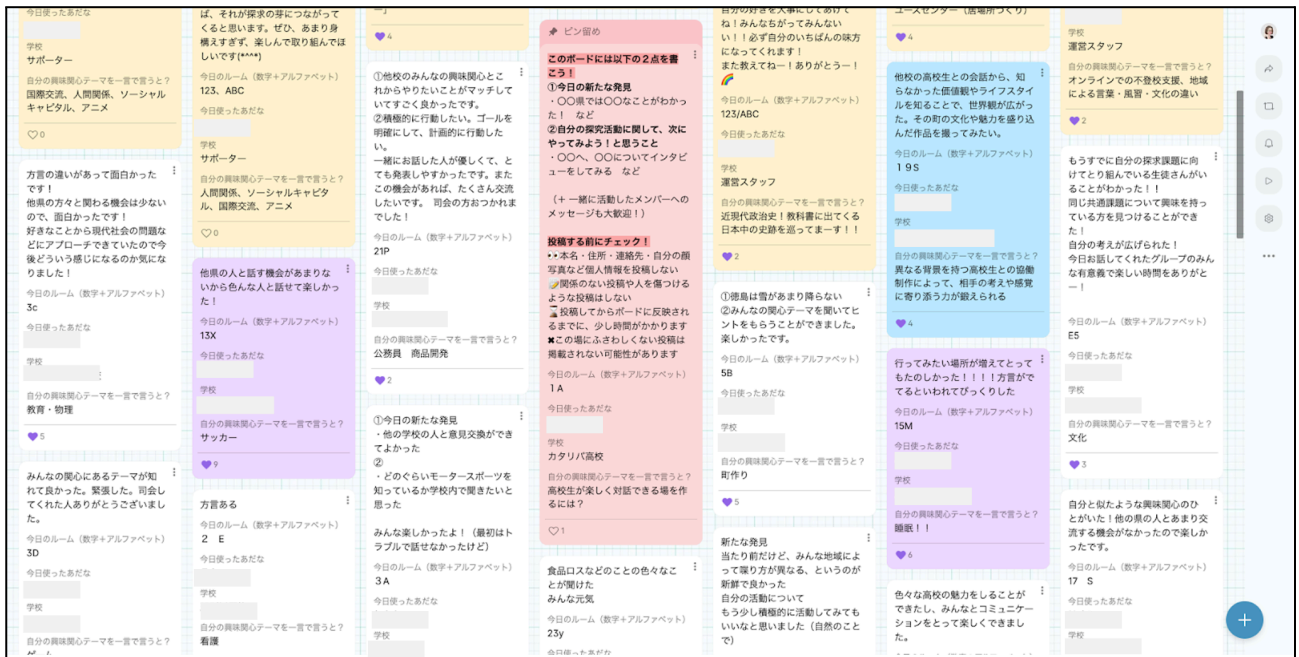 今日使ったあだな
学校
サポーター
自分の興味関心テーマを一言で言うと?
国際交流、人間関係、ソーシャル
キャピタル、アニメ
0
方言の違いがあって面白かった
です!
他県の方々と関わる機会は少ない
ので、面白かったです!
好きなことから現代社会の問題な
どにアプローチできていたので今
後どういう感じになるのか気にな
りました!
今日のルーム(数字+アルファベット)
3c
今日使ったあだな
学校
自分の興味関心テーマを一言で言うと?
教育・物理
5
みんなの関心にあるテーマが知
れて良かった。緊張した。司会し
てくれた人ありがとうございまし
た。
今日のルーム(数字+アルファベット)
3D
今日使ったあだな
学校
自分の興味関心テーマを一言で言うと?
ゲーム
ば、それが探求の芽につながって
くると思います。ぜひ、あまり身
構えすぎず、楽しんで取り組んでほ
しいです(*^^*)
今日のルーム(数字+アルファベット)
123、ABC
今日使ったあだな
学校
サポーター
自分の興味関心テーマを一言で言うと?
人間関係、ソーシャルキャピタ
ル、国際交流、アニメ
0
他県の人と話す機会があまりな
いから色んな人と話せて楽しかっ
た!
今日のルーム(数字+アルファベット)
13X
今日使ったあだな
学校
自分の興味関心テーマを一言で言うと?
サッカー
9
方言ある
今日のルーム(数字+アルファベット)
2 E
今日使ったあだな
学校
自分の興味関心テーマを一言で言うと?
看護
4
①他校のみんなの興味関心とこ
れからやりたいことがマッチして
いてすごく良かったです。
②積極的に行動したい。ゴールを
明確にして、計画的に行動した
い。
一緒にお話した人が優しくて、と
ても発表しやすかったです。また
この機会があれば、たくさん交流
したいです。 司会の方おつかれま
でした!
今日のルーム(数字+アルファベット)
21P
今日使ったあだな
学校
自分の興味関心テーマを一言で言うと?
公務員 商品開発
2
①今日の新たな発見
・他の学校の人と意見交換ができ
てよかった
②
・どのぐらいモータースポーツを
知っているか学校内で聞きたいと
思った
みんな楽しかったよ!(最初はト
ラブルで話せなかったけど)
今日のルーム(数字+アルファベット)
3A
今日使ったあだな
学校
ピン留め
このボードには以下の2点を書
こう!
①今日の新たな発見
・〇〇県では〇〇なことがわかっ
た! など
②自分の探究活動に関して、次に
やってみよう!と思うこと
・〇〇へ、〇〇についてインタビ
ューをしてみる など
(+ 一緒に活動したメンバーへの
メッセージも大歓迎!)
投稿する前にチェック!
👀本名・住所・連絡先・自分の顔
写真など個人情報を投稿しない
📝関係のない投稿や人を傷つける
ような投稿はしない
⌛投稿してからボードに反映され
るまでに、少し時間がかかります
✖この場にふさわしくない投稿は
掲載されない可能性があります
今日のルーム(数字+アルファベット)
1A
今日使ったあだな
学校
カタリバ高校
自分の興味関心テーマを一言で言うと?
高校生が楽しく対話できる場を作
るには?
1
食品ロスなどのことの色々なこ
とが聞けた
みんな元気
今日のルーム(数字+アルファベット)
23y
今日使ったあだな
自分の好きを大事にしてあげて
ね!みんなちがってみんない
い!!必ず自分のいちばんの味方
になってくれます!
また教えてねー!ありがとうー!
🌈
今日のルーム(数字+アルファベット)
123/ABC
今日使ったあだな
学校
運営スタッフ
自分の興味関心テーマを一言で言うと?
近現代政治史!教科書に出てくる
日本中の史跡を巡ってまーす!!
2
①徳島は雪があまり降らない
②みんなの関心テーマを聞いてヒ
ントをもらうことができました。
楽しかったです。
今日のルーム(数字+アルファベット)
5B
今日使ったあだな
学校
自分の興味関心テーマを一言で言うと?
町作り
5
新たな発見
当たり前だけど、みんな地域によ
って喋り方が異なる、というのが
新鮮で良かった
自分の活動について
もう少し積極的に活動してみても
いいなと思いました(自然のこと
で)
ユースセンター(居場所づくり)
4
他校の高校生との会話から、知
らなかった価値観やライフスタイ
ルを知ることで、世界観が広がっ
た。その町の文化や魅力を盛り込
んだ作品を撮ってみたい。
今日のルーム(数字+アルファベット)
19S
今日使ったあだな
学校
自分の興味関心テーマを一言で言うと?
異なる背景を持つ高校生との協働
制作によって、相手の考えや感覚
に寄り添う力が鍛えられる
4
行ってみたい場所が増えてとって
もたのしかった!!!!方言がで
てるといわれてびっくりした
今日のルーム(数字+アルファベット)
15M
今日使ったあだな
学校
自分の興味関心テーマを一言で言うと?
睡眠!!
6
色々な高校の魅力をしることが
できたし、みんなとコミュニケー
ションをとって楽しくできまし
た。
学校
運営スタッフ
自分の興味関心テーマを一言で言うと?
オンラインでの不登校支援、地域
による言葉・風習・文化の違い
2
もうすでに自分の探求課題に向
けてとり組んでいる生徒さんがい
ることがわかった!!
同じ共通課題について興味を持っ
ている方を見つけることができ
た!
自分の考えが広げられた!
今日お話してくれたグループのみん
な有意義で楽しい時間をありがと
ー!
今日のルーム(数字+アルファベット)
E5
今日使ったあだな
学校
自分の興味関心テーマを一言で言うと?
文化
3
自分と似たような興味関心のひ
とがいた!他の県の人とあまり交
流する機会がなかったので楽しか
ったです。
今日のルーム(数字+アルファベット)
17 S
今日使ったあだな
学校